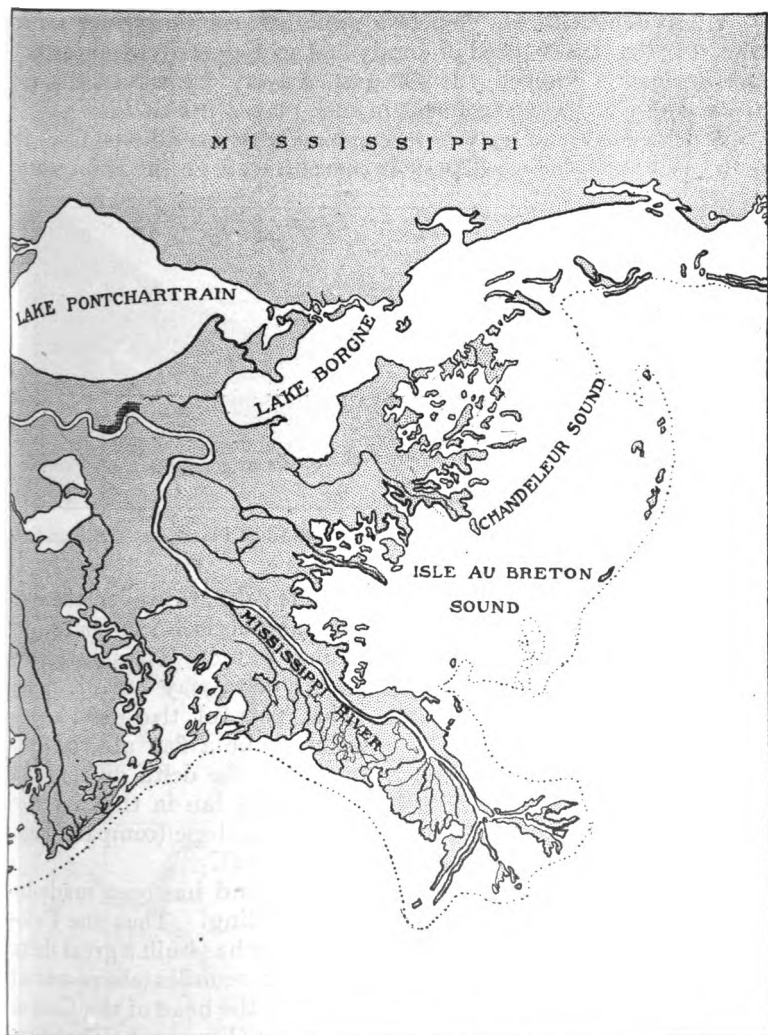 MISSISSIPPI
LAKE PONTCHARTRAIN
LAKE BORGNE
CHANDELEUR SOUND
ISLE AU BRETON
SOUND
MISSISSIPPI RIVER